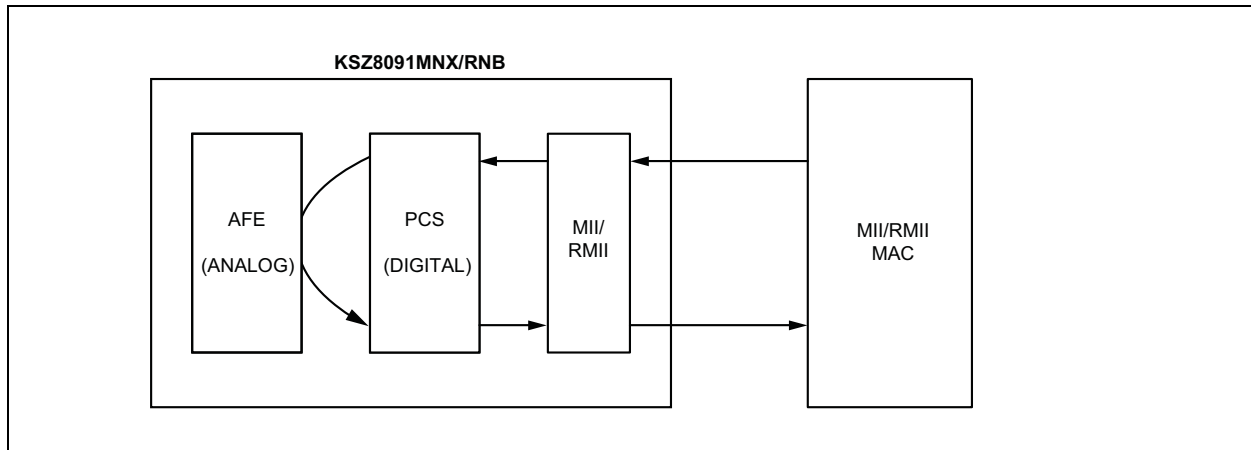 KSZ8091MNX/RNB
AFE
(ANALOG)
PCS
(DIGITAL)
MII/
RMII
MII/RMII
MAC